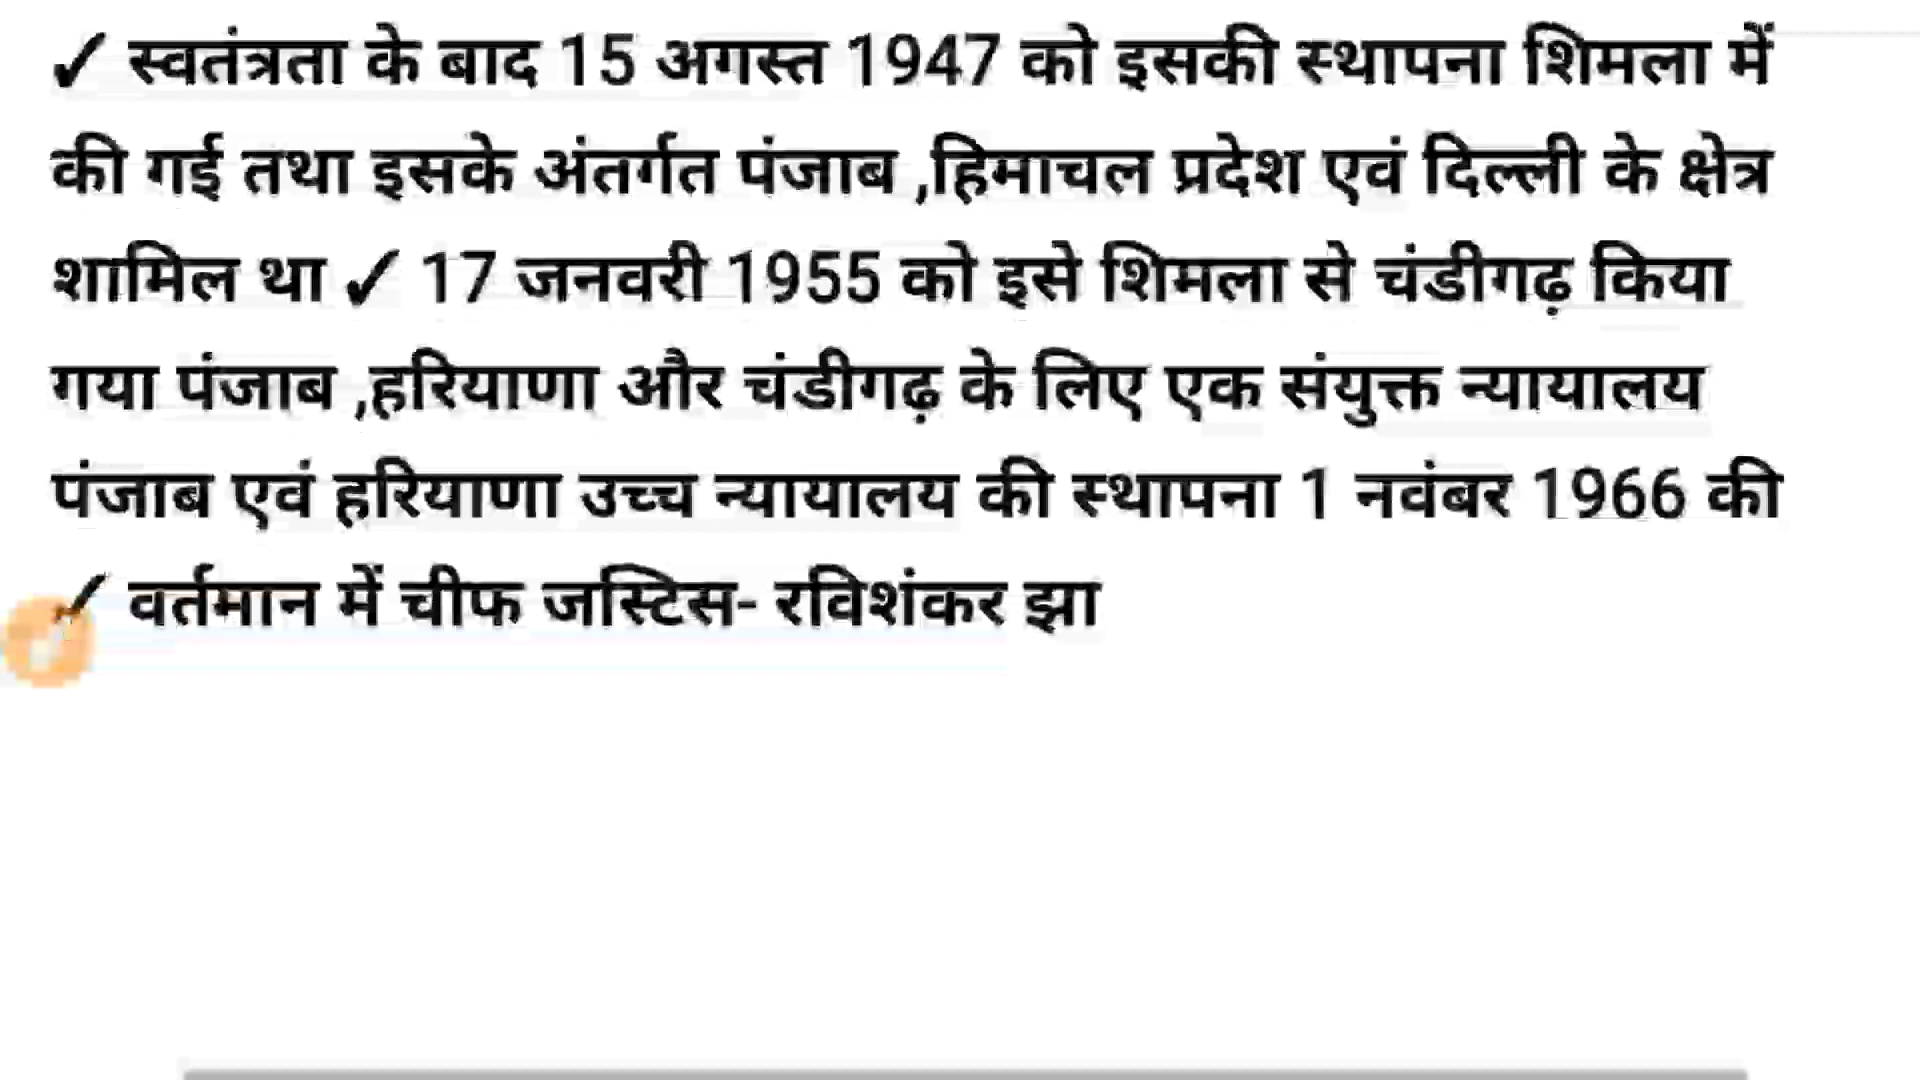 ✓ स्वतंत्रता के बाद 15 अगस्त 1947 को इसकी स्थापना शिमला में
की गई तथा इसके अंतर्गत पंजाब ,हिमाचल प्रदेश एवं दिल्ली के क्षेत्र
शामिल था ✓ 17 जनवरी 1955 को इसे शिमला से चंडीगढ़ किया
गया पंजाब ,हरियाणा और चंडीगढ़ के लिए एक संयुक्त न्यायालय
पंजाब एवं हरियाणा उच्च न्यायालय की स्थापना 1 नवंबर 1966 की
✓ वर्तमान में चीफ जस्टिस- रविशंकर झा